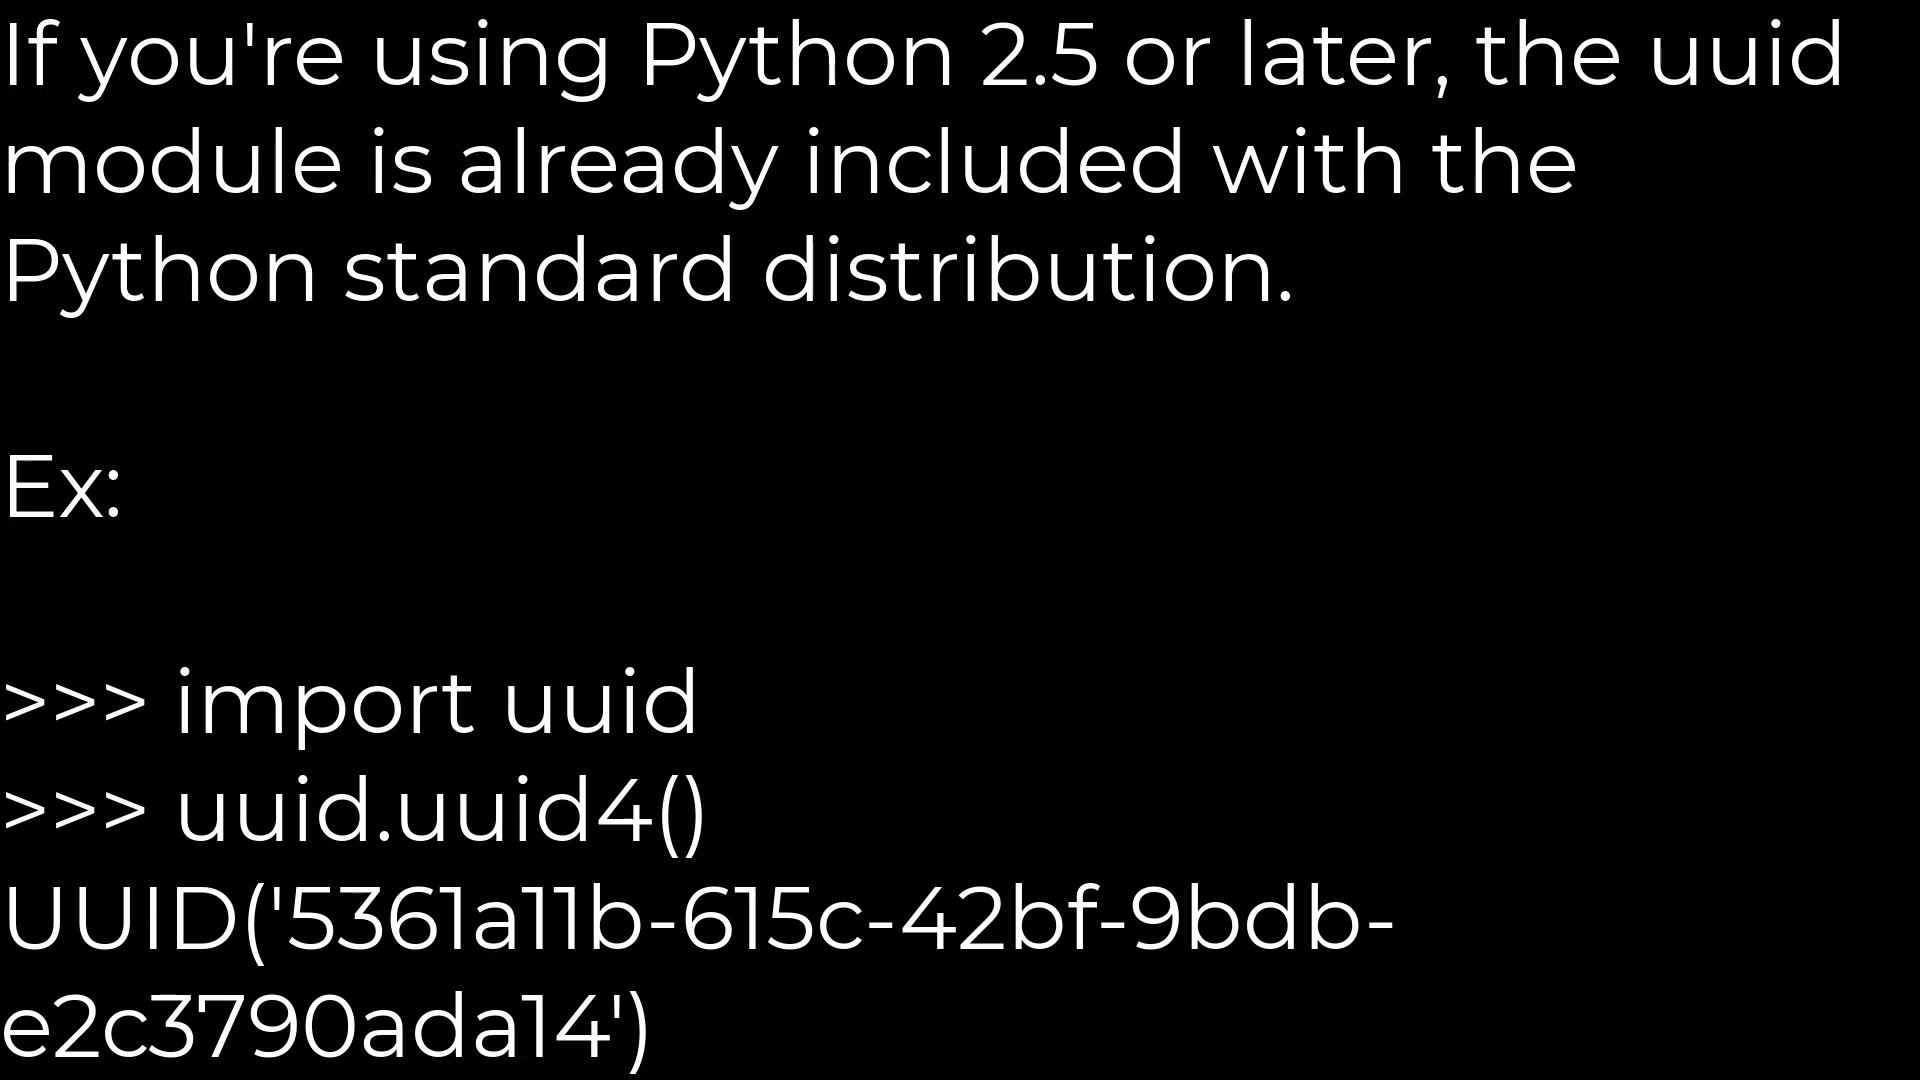 If you're using Python 2.5 or later, the uuid
module is already included with the
Python standard distribution.
Ex:
>>> import uuid
>>> uuid.uuid4()
UUID('5361a11b-615c-42bf-9bdb-
e2c3790ada14')